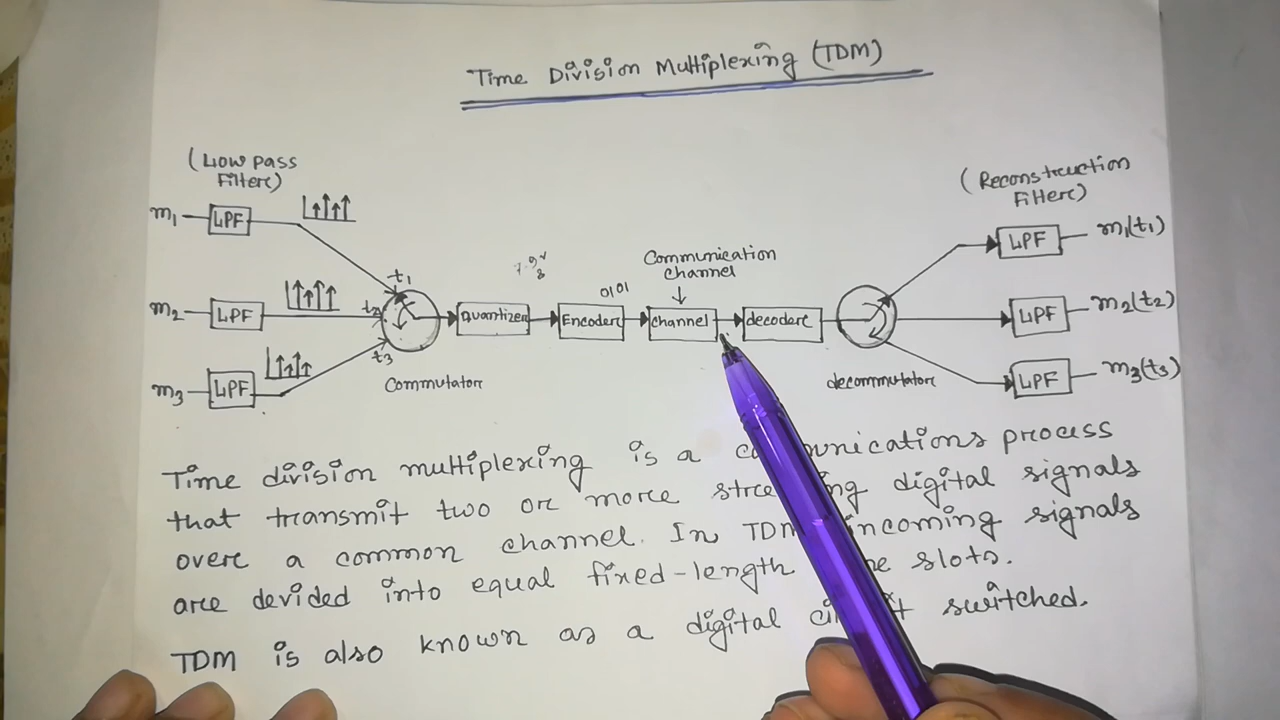 Time Division Multiplexing (TDM)
(Low pass
Filter)
(Reconstruction
Filter)
m₁
LPF
m₁(t₁)
LPF
t₁
Communication
channel
0101
m₂
LPF
t₂
Quantizer
Encoder
channel
decoder
LPF
m₂(t₂)
t₃
Commutator
decommutator
m₃
LPF
LPF
m₃(t₃)
Time division multiplexing is a process
that transmit two or more digital signals
over a common channel. In incoming signals
are devided into equal fixed-length slots.
TDM is also known as a digital switched.